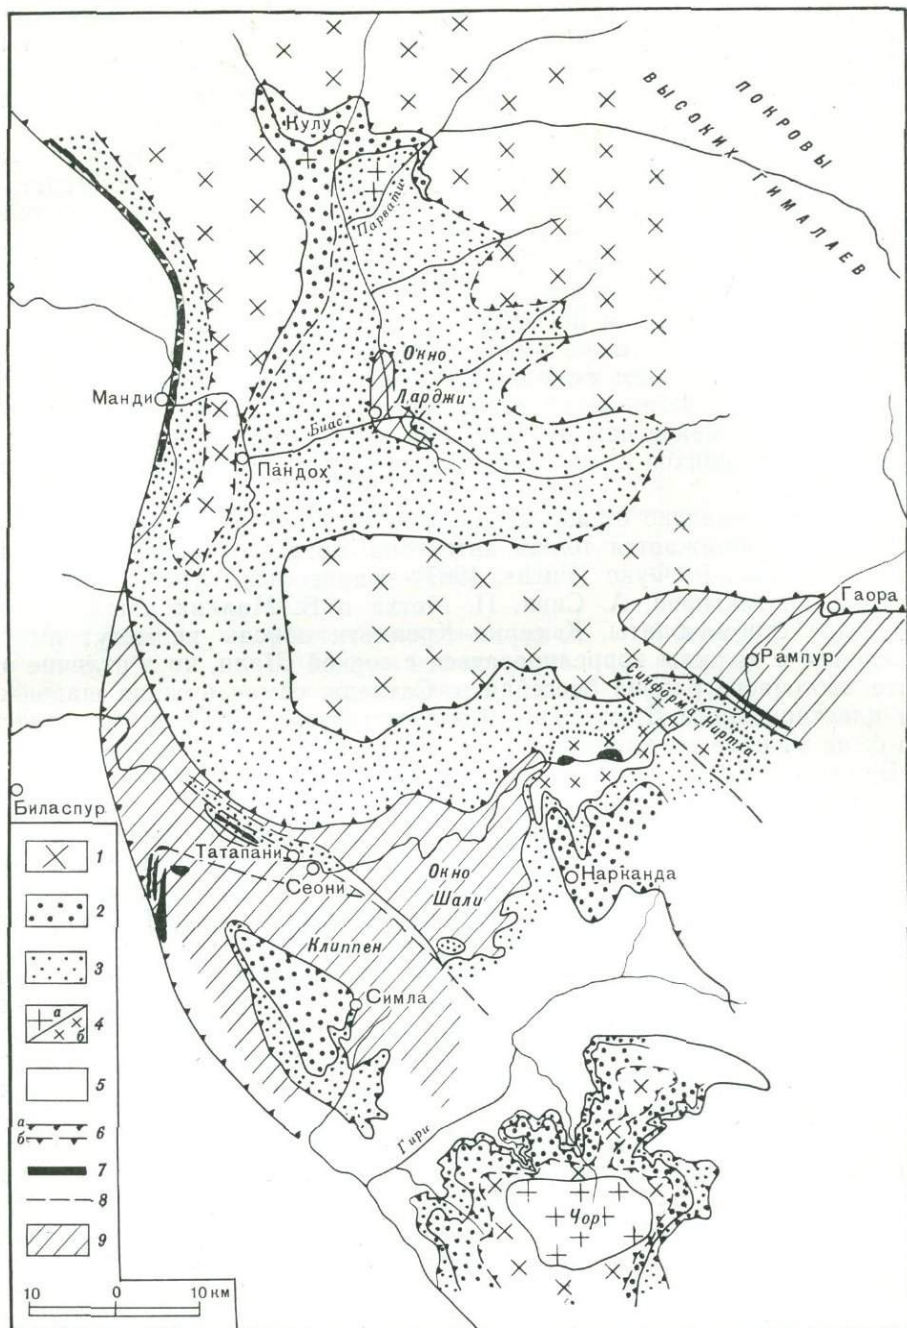 ПОКРОВЫ
ВЫСОКИХ ГИМАЛАЕВ
Кулу
Парвати
Окно
Ларджи
Манди
Биас
Пандох
Гаора
Рампур
Синформа Ниртха
Биласпур
Татапани
Сеони
Окно
Шали
Нарканда
Клиппен
Симла
Гири
Чор
1
2
3
а
б
4
5
а
б
6
7
8
9
10 0 10 км